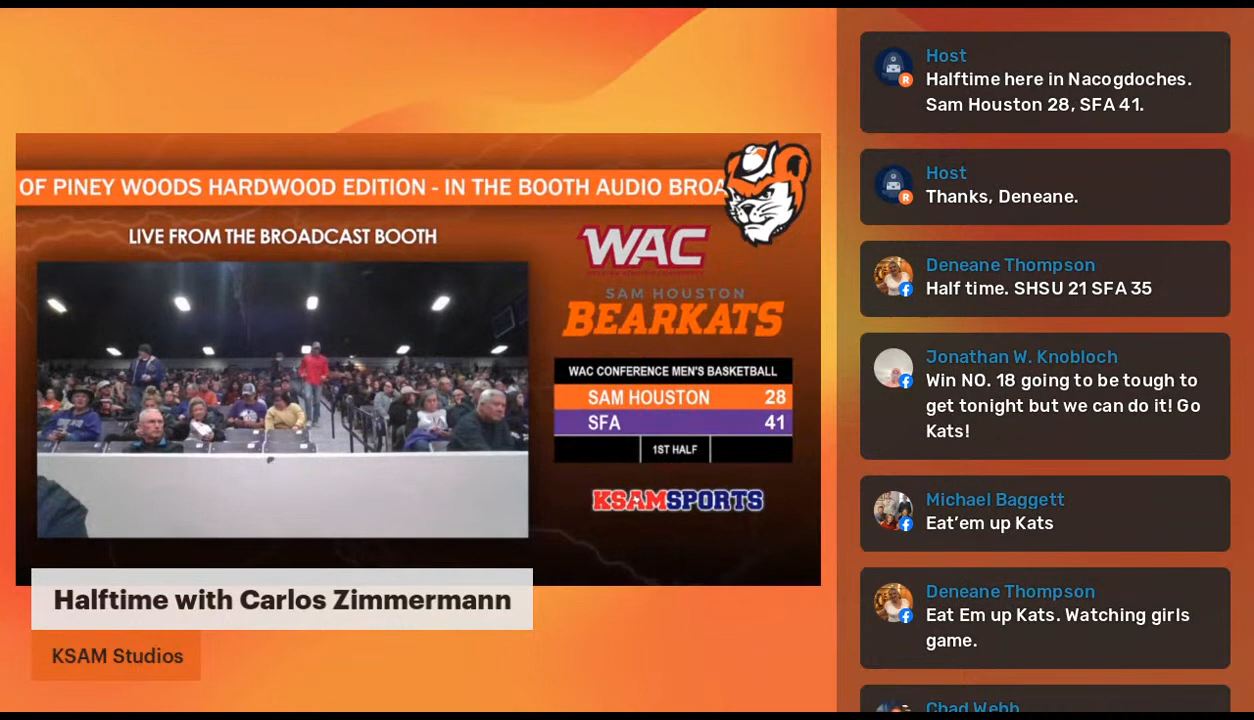 OF PINEY WOODS HARDWOOD EDITION - IN THE BOOTH AUDIO BROA
LIVE FROM THE BROADCAST BOOTH
WAC
SAM HOUSTON
BEARKATS
WAC CONFERENCE MEN'S BASKETBALL
SAM HOUSTON 28
SFA 41
1ST HALF
KSAMSPORTS
Halftime with Carlos Zimmermann
KSAM Studios
Host
Halftime here in Nacogdoches.
Sam Houston 28, SFA 41.
Host
Thanks, Deneane.
Deneane Thompson
Half time. SHSU 21 SFA 35
Jonathan W. Knobloch
Win NO. 18 going to be tough to
get tonight but we can do it! Go
Kats!
Michael Baggett
Eat’em up Kats
Deneane Thompson
Eat Em up Kats. Watching girls
game.
Chad Webb